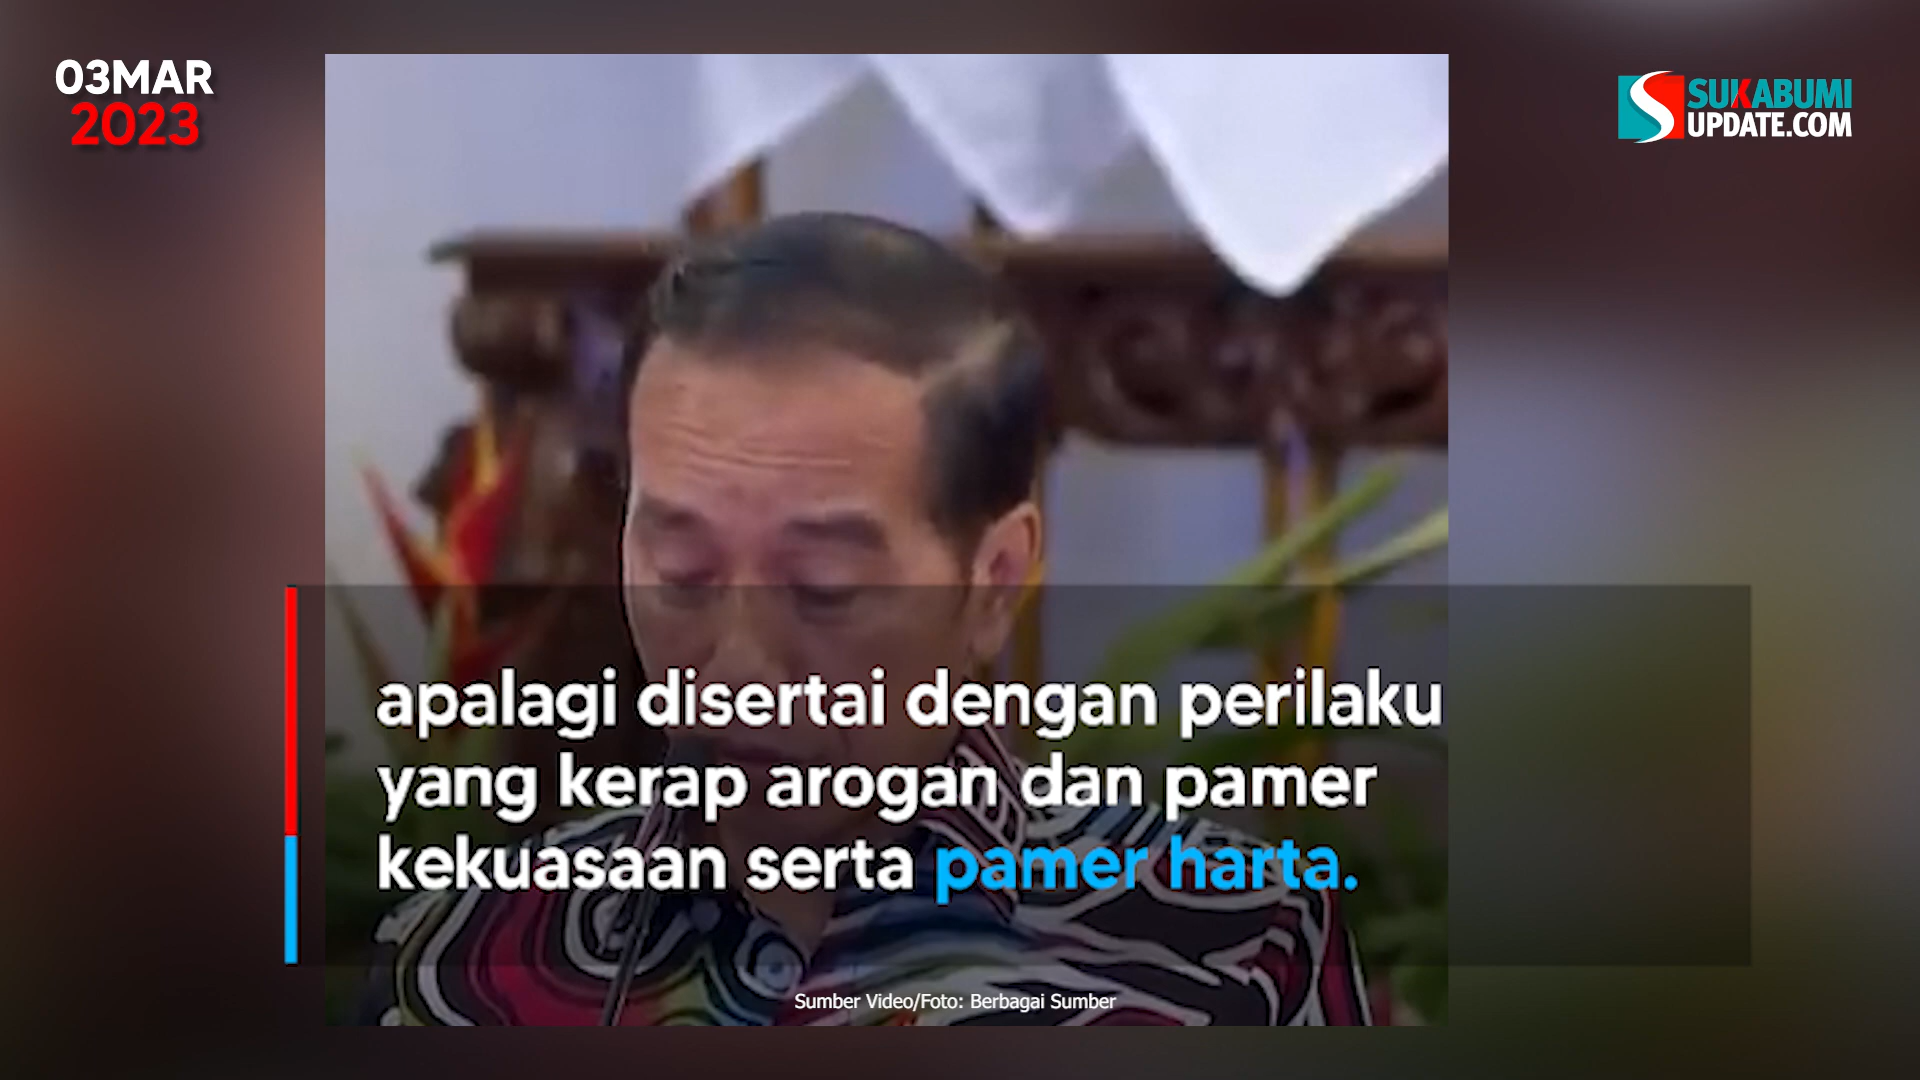 03MAR
2023
SUKABUMI
UPDATE.COM
apalagi disertai dengan perilaku
yang kerap arogan dan pamer
kekuasaan serta pamer harta.
Sumber Video/Foto: Berbagai Sumber